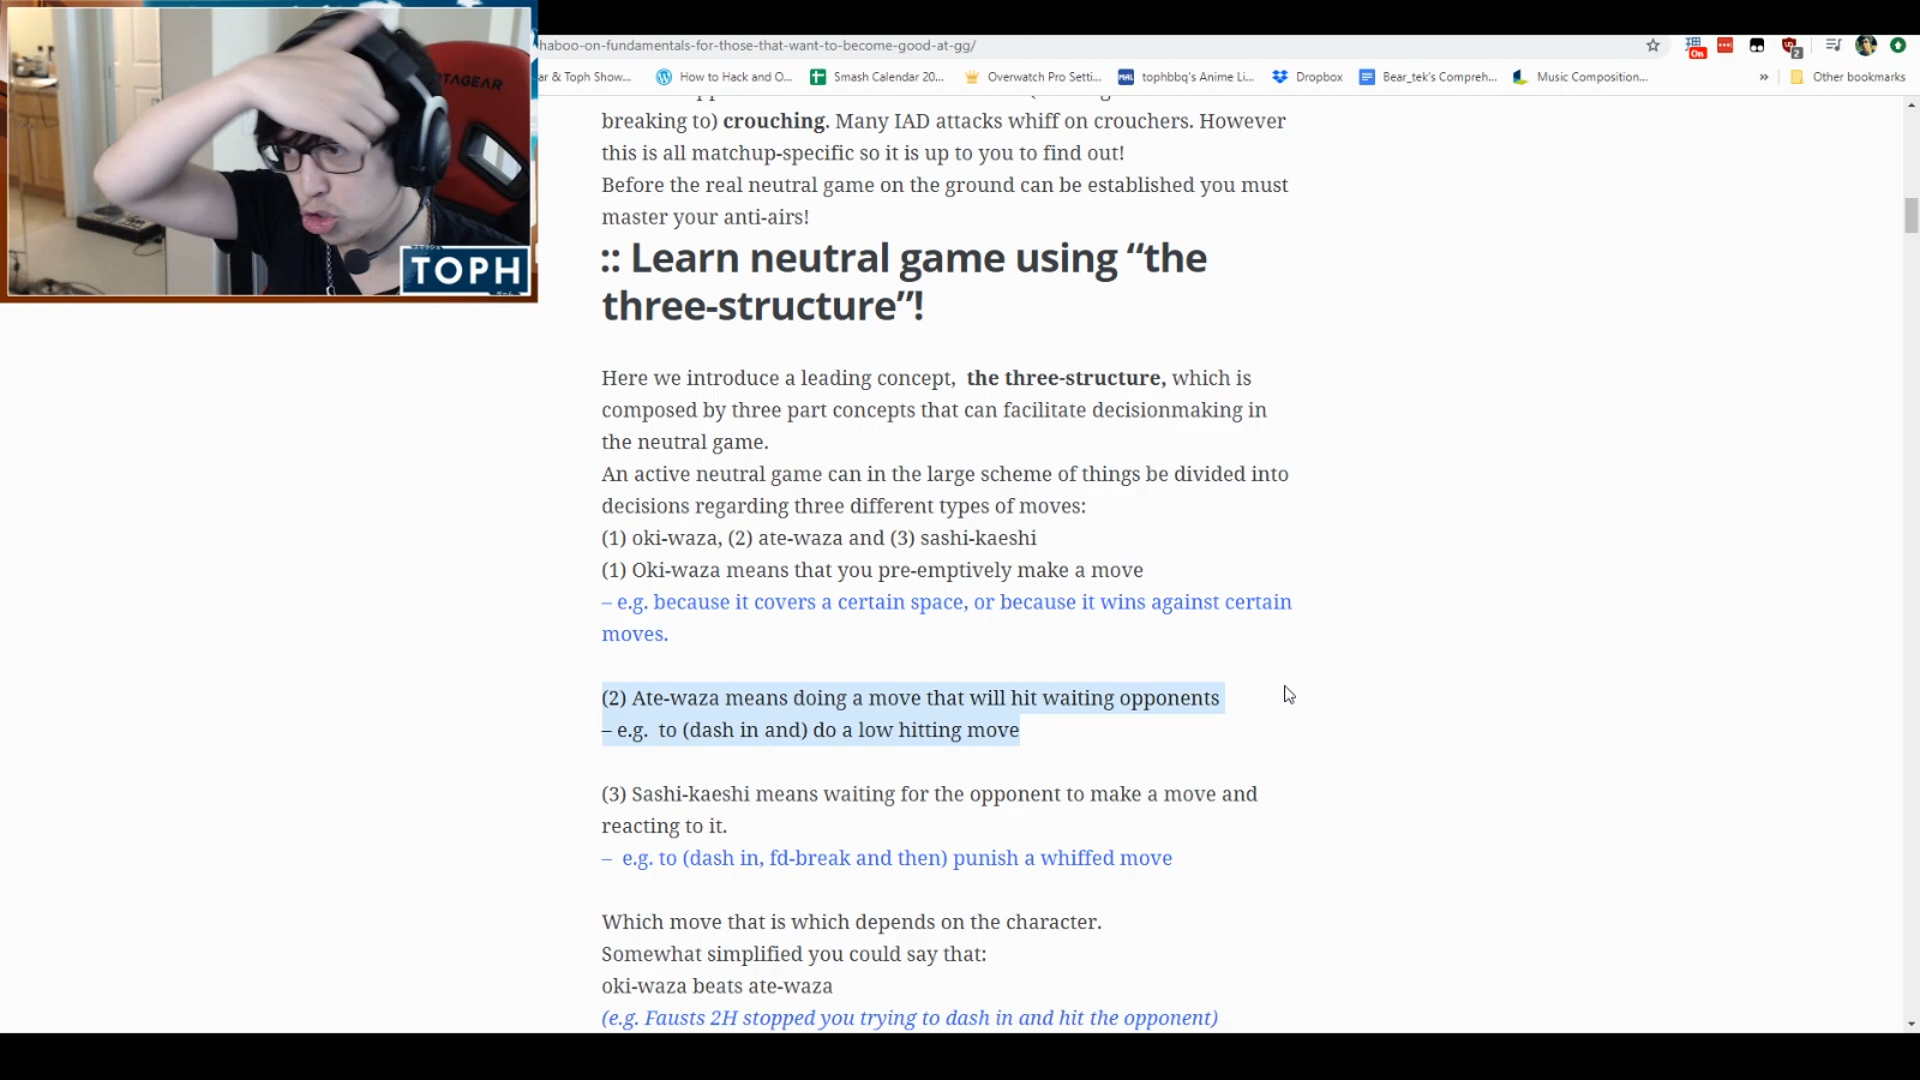 haboo-on-fundamentals-for-those-that-want-to-become-good-at-gg/
On
2
ar & Toph Show...
How to Hack and O...
Smash Calendar 20...
Overwatch Pro Setti...
MAL
tophbbq's Anime Li...
Dropbox
Bear_tek's Compreh...
Music Composition...
»
Other bookmarks
TAGEAR
TOPH
breaking to) crouching. Many IAD attacks whiff on crouchers. However
this is all matchup-specific so it is up to you to find out!
Before the real neutral game on the ground can be established you must
master your anti-airs!
:: Learn neutral game using “the
three-structure”!
Here we introduce a leading concept,  the three-structure, which is
composed by three part concepts that can facilitate decisionmaking in
the neutral game.
An active neutral game can in the large scheme of things be divided into
decisions regarding three different types of moves:
(1) oki-waza, (2) ate-waza and (3) sashi-kaeshi
(1) Oki-waza means that you pre-emptively make a move
– e.g. because it covers a certain space, or because it wins against certain
moves.
(2) Ate-waza means doing a move that will hit waiting opponents
– e.g.  to (dash in and) do a low hitting move
(3) Sashi-kaeshi means waiting for the opponent to make a move and
reacting to it.
–  e.g. to (dash in, fd-break and then) punish a whiffed move
Which move that is which depends on the character.
Somewhat simplified you could say that:
oki-waza beats ate-waza
(e.g. Fausts 2H stopped you trying to dash in and hit the opponent)